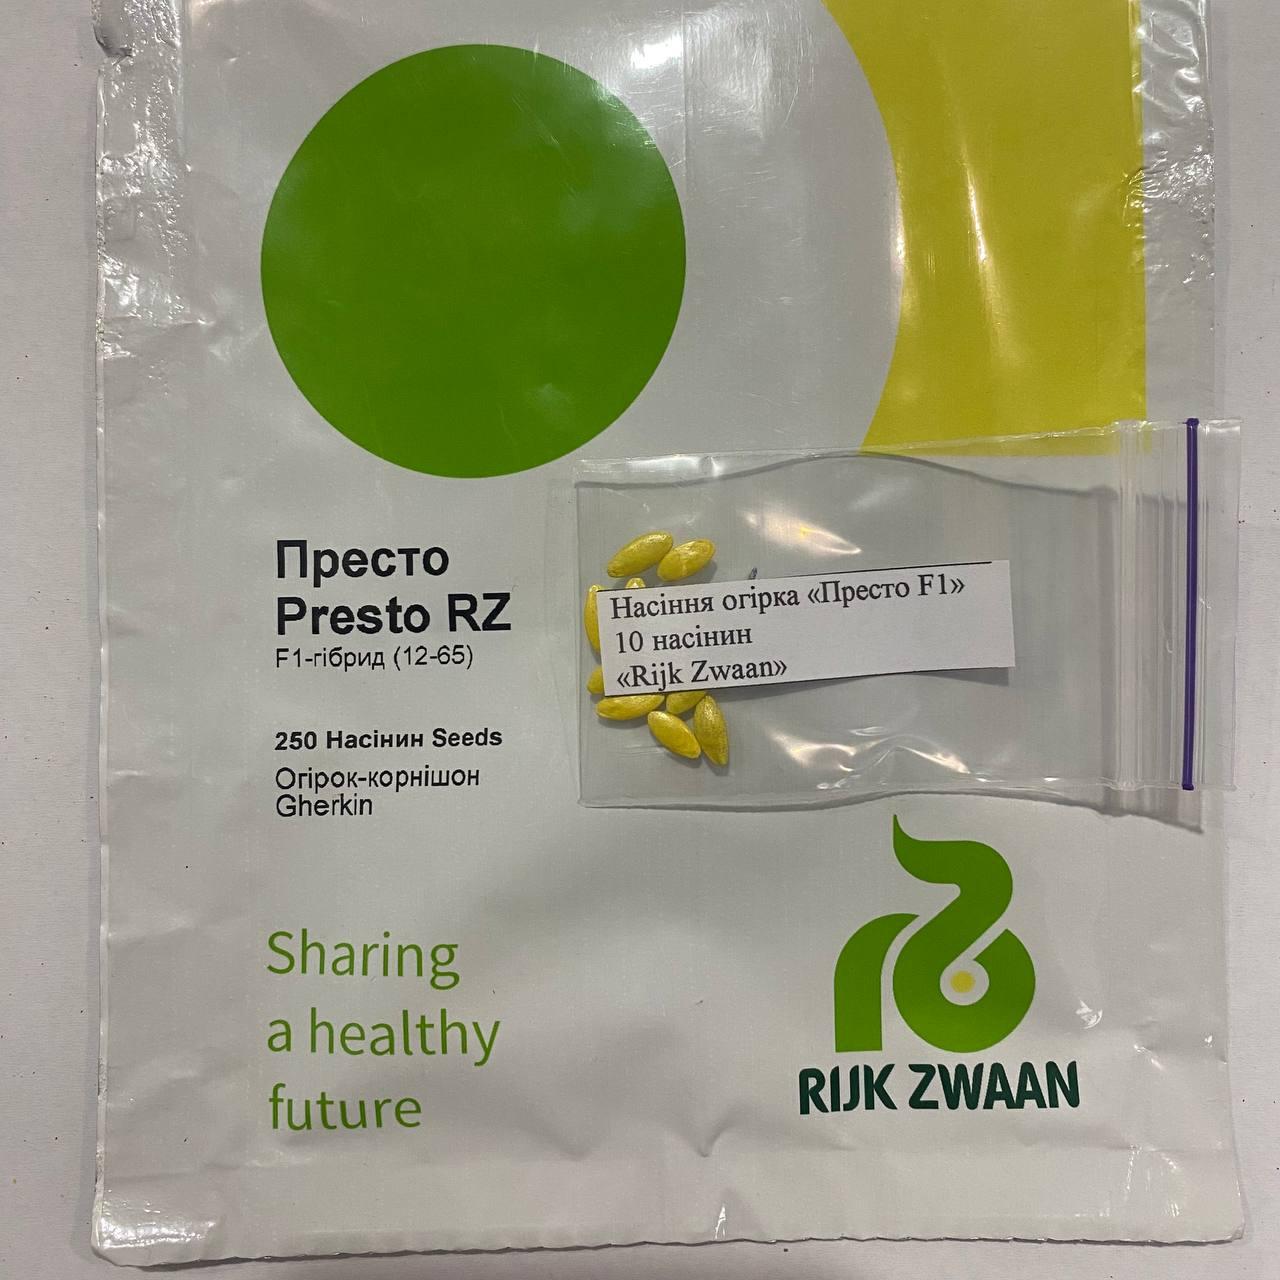 Престо
Presto RZ
F1-гібрид (12-65)
250 Насінин Seeds
Огірок-корнішон
Gherkin
Насіння огірка «Престо F1»
10 насінин
«Rijk Zwaan»
Sharing
a healthy
future
RIJK ZWAAN